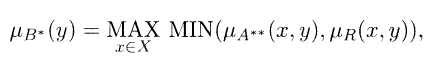 μ_{B*}(y) = MAX_{x∈X} MIN(μ_{A**}(x, y), μ_R(x, y)),